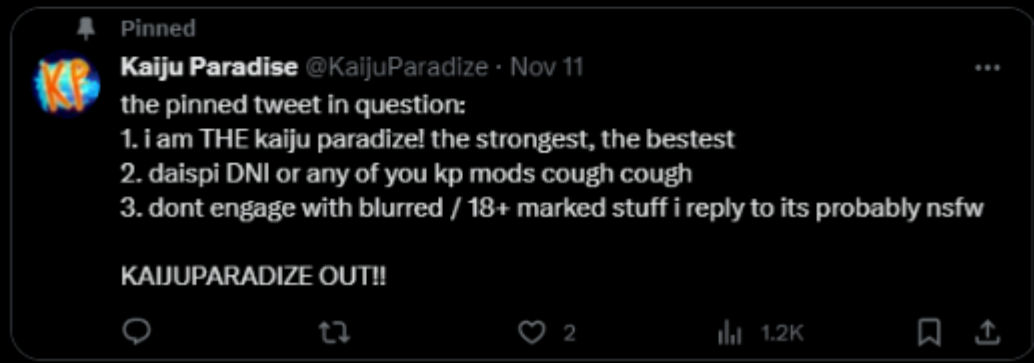 Pinned
KP
Kaiju Paradise @KaijuParadize · Nov 11
the pinned tweet in question:
1. i am THE kaiju paradize! the strongest, the bestest
2. daispi DNI or any of you kp mods cough cough
3. dont engage with blurred / 18+ marked stuff i reply to its probably nsfw
KAIJUPARADIZE OUT!!
2
1.2K